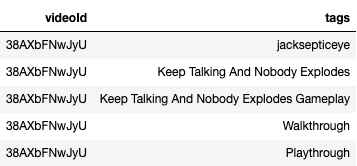 videoId tags
38AXbFNwJyU jacksepticeye
38AXbFNwJyU Keep Talking And Nobody Explodes
38AXbFNwJyU Keep Talking And Nobody Explodes Gameplay
38AXbFNwJyU Walkthrough
38AXbFNwJyU Playthrough